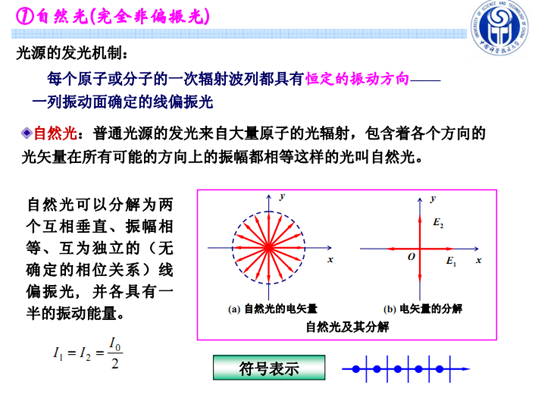 ①自然光(完全非偏振光)
光源的发光机制：
每个原子或分子的一次辐射波列都具有恒定的振动方向——
一列振动面确定的线偏振光
自然光：普通光源的发光来自大量原子的光辐射，包含着各个方向的
光矢量在所有可能的方向上的振幅都相等这样的光叫自然光。
自然光可以分解为两
个互相垂直、振幅相
等、互为独立的（无
确定的相位关系）线
偏振光，并各具有一
半的振动能量。
I₁ = I₂ = I₀/2
y
x
y
E₂
O
E₁
x
(a) 自然光的电矢量
(b) 电矢量的分解
自然光及其分解
符号表示